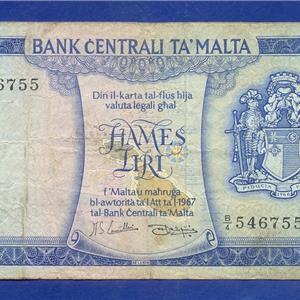 BANK ĊENTRALI TA' MALTA
6755
Din il-karta tal-flus hija
valuta legali għal
ĦAMES
LIRI
f'Malta u maħruġa
bl-awtorità ta'l Att ta'l-1967
tal-Bank Ċentrali ta' Malta
B/4 546755